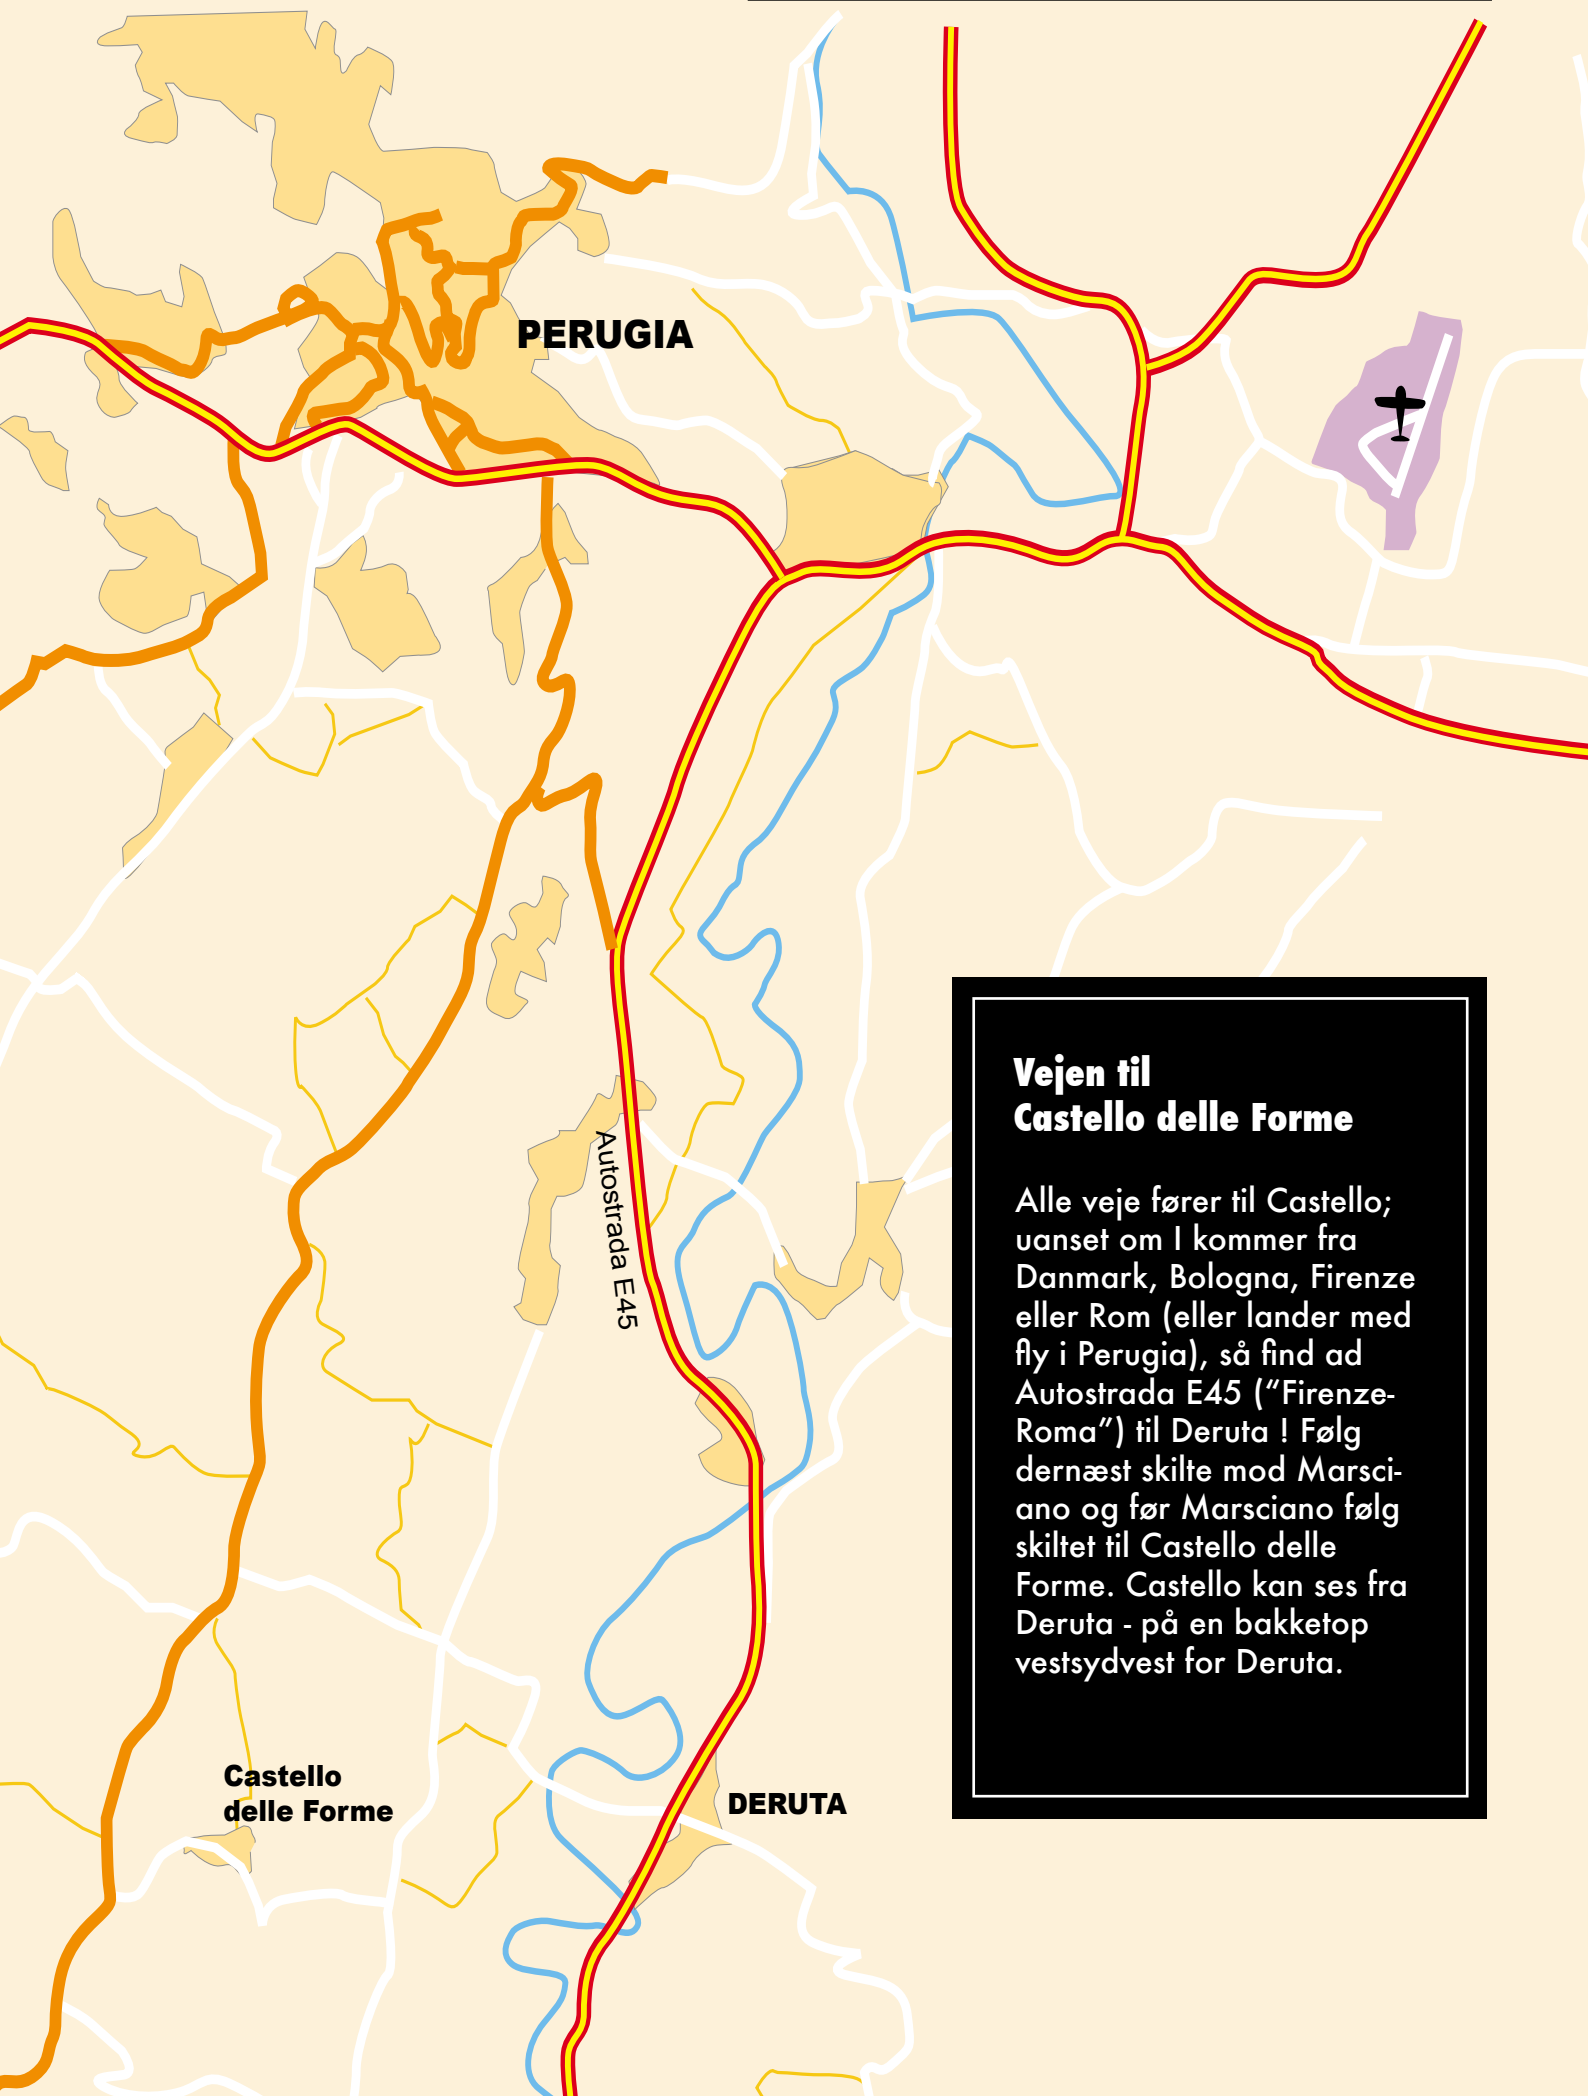 PERUGIA
Autostrada E45
Vejen til
Castello delle Forme
Alle veje fører til Castello;
uanset om I kommer fra
Danmark, Bologna, Firenze
eller Rom (eller lander med
fly i Perugia), så find ad
Autostrada E45 (“Firenze-
Roma”) til Deruta ! Følg
dernæst skilte mod Marsci-
ano og før Marsciano følg
skiltet til Castello delle
Forme. Castello kan ses fra
Deruta - på en bakketop
vestsydvest for Deruta.
Castello
delle Forme
DERUTA